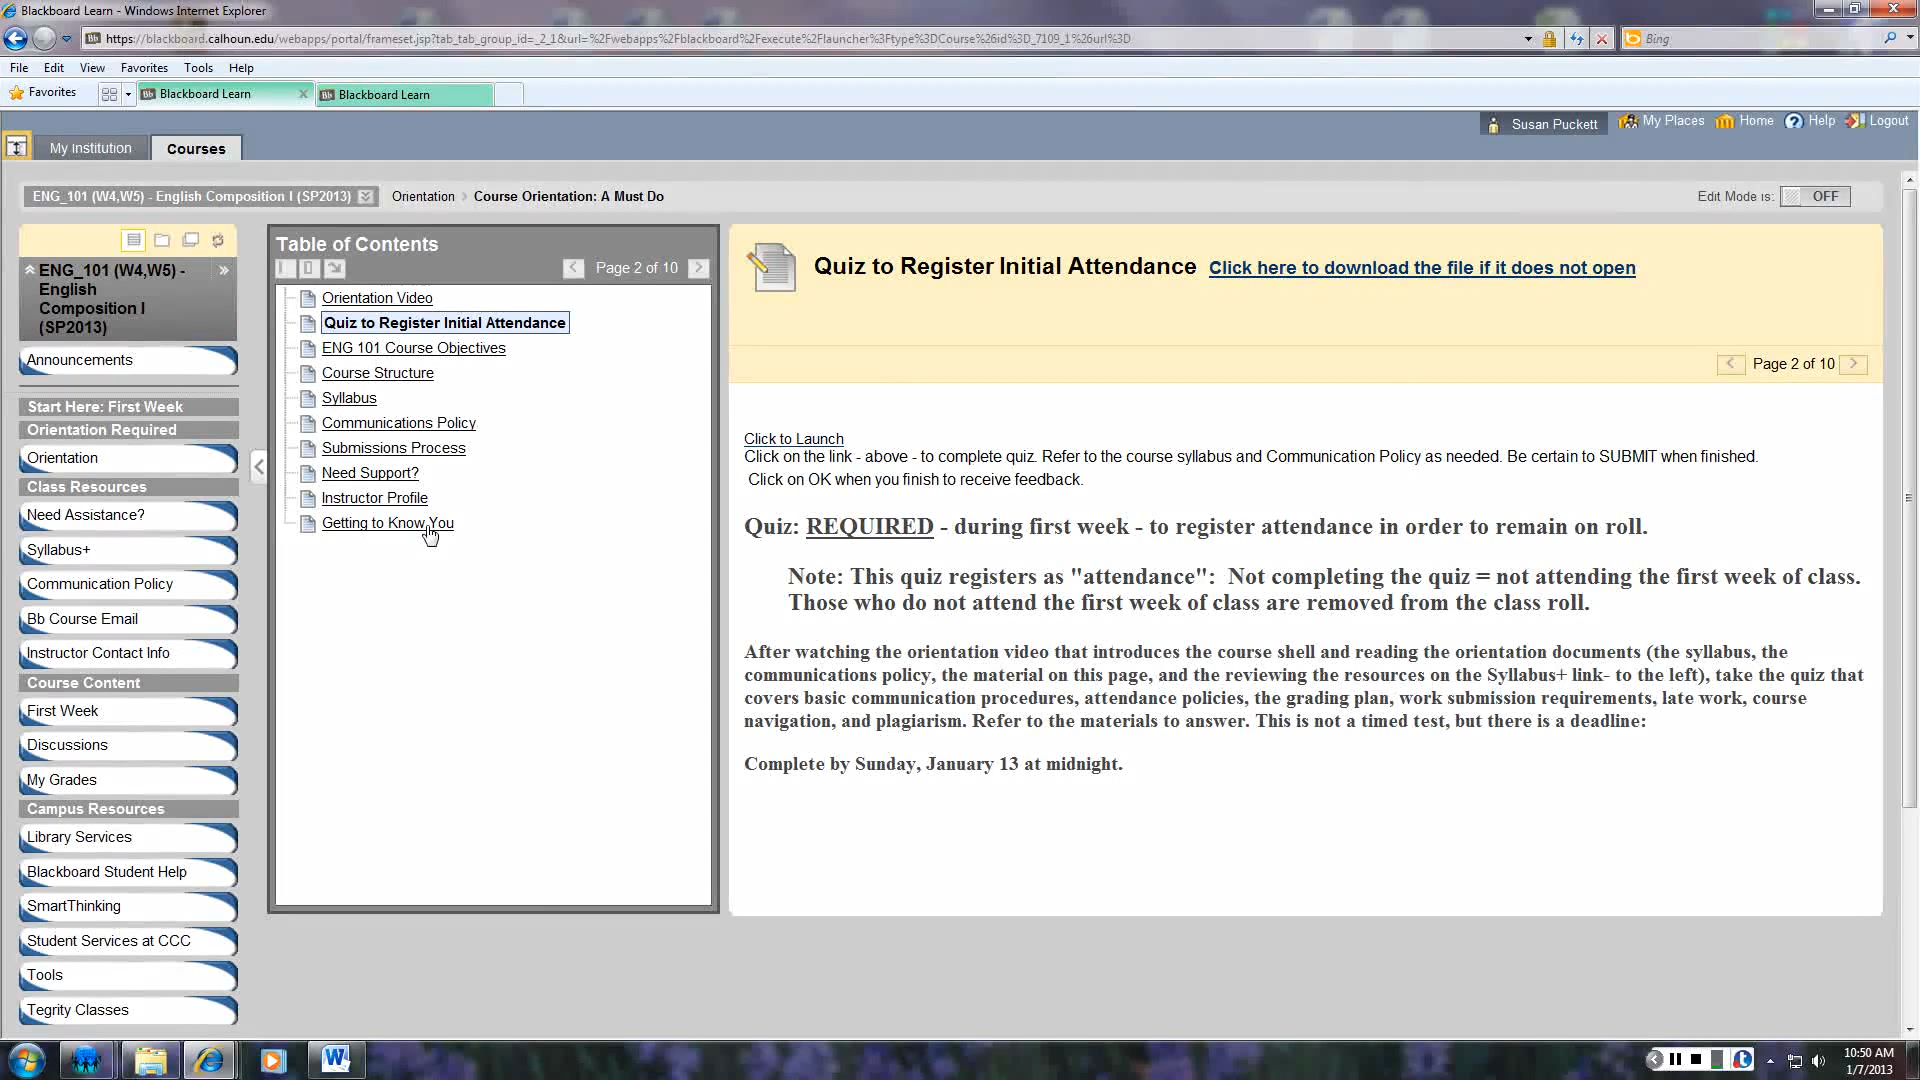 Blackboard Learn - Windows Internet Explorer
https://blackboard.calhoun.edu/webapps/portal/frameset.jsp?tab_tab_group_id=_2_1&url=%2Fwebapps%2Fblackboard%2Fexecute%2Flauncher%3Ftype%3DCourse%26id%3D_7109_1%26url%3D
Bing
File Edit View Favorites Tools Help
Favorites
Blackboard Learn
Blackboard Learn
Susan Puckett My Places Home Help Logout
My Institution Courses
ENG_101 (W4,W5) - English Composition I (SP2013) Orientation > Course Orientation: A Must Do
Edit Mode is: OFF
ENG_101 (W4,W5) -
English
Composition I
(SP2013)
Announcements
Start Here: First Week
Orientation Required
Orientation
Class Resources
Need Assistance?
Syllabus+
Communication Policy
Bb Course Email
Instructor Contact Info
Course Content
First Week
Discussions
My Grades
Campus Resources
Library Services
Blackboard Student Help
SmartThinking
Student Services at CCC
Tools
Tegrity Classes
Table of Contents
Page 2 of 10
Orientation Video
Quiz to Register Initial Attendance
ENG 101 Course Objectives
Course Structure
Syllabus
Communications Policy
Submissions Process
Need Support?
Instructor Profile
Getting to Know You
Quiz to Register Initial Attendance Click here to download the file if it does not open
Page 2 of 10
Click to Launch
Click on the link - above - to complete quiz. Refer to the course syllabus and Communication Policy as needed. Be certain to SUBMIT when finished.
Click on OK when you finish to receive feedback.
Quiz: REQUIRED - during first week - to register attendance in order to remain on roll.
Note: This quiz registers as "attendance": Not completing the quiz = not attending the first week of class.
Those who do not attend the first week of class are removed from the class roll.
After watching the orientation video that introduces the course shell and reading the orientation documents (the syllabus, the
communications policy, the material on this page, and the reviewing the resources on the Syllabus+ link- to the left), take the quiz that
covers basic communication procedures, attendance policies, the grading plan, work submission requirements, late work, course
navigation, and plagiarism. Refer to the materials to answer. This is not a timed test, but there is a deadline:
Complete by Sunday, January 13 at midnight.
10:50 AM
1/7/2013